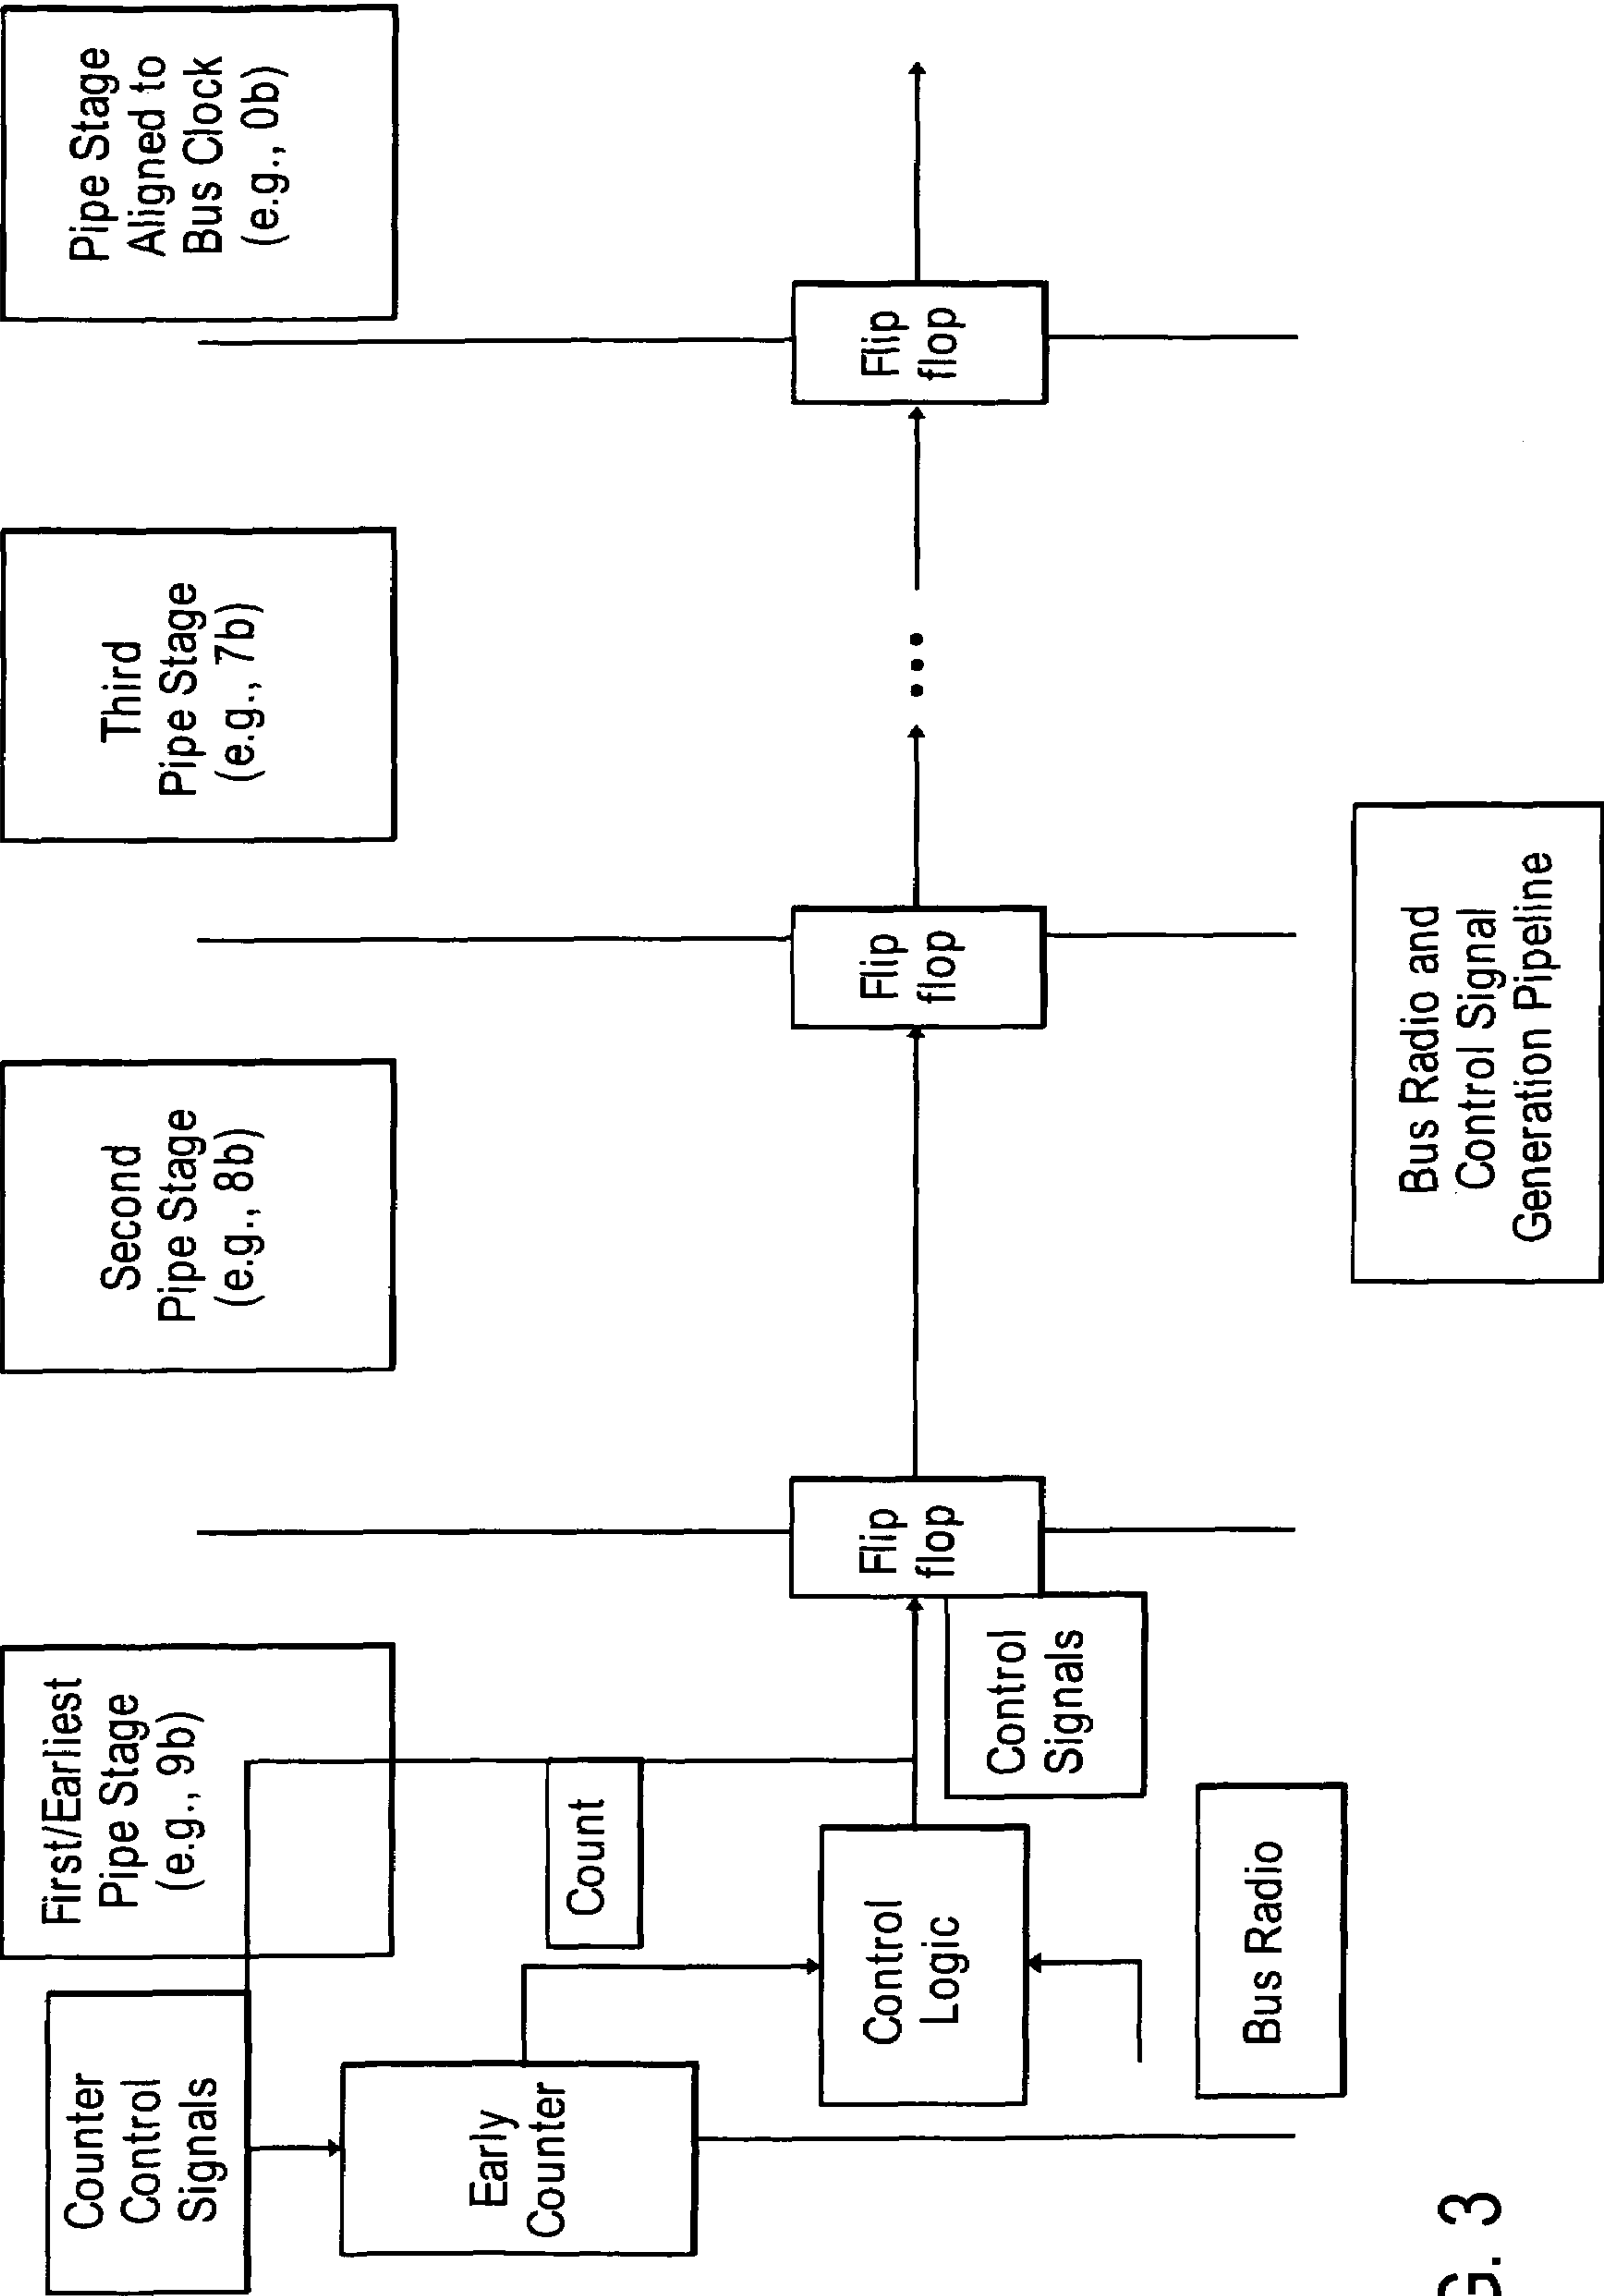 Counter
Control
Signals
First/Earliest
Pipe Stage
(e.g., 9b)
Second
Pipe Stage
(e.g., 8b)
Third
Pipe Stage
(e.g., 7b)
Pipe Stage
Aligned to
Bus Clock
(e.g., 0b)
Early
Counter
Count
Control
Logic
Control
Signals
Flip
flop
Flip
flop
Flip
flop
Bus Radio
Bus Radio and
Control Signal
Generation Pipeline
G. 3